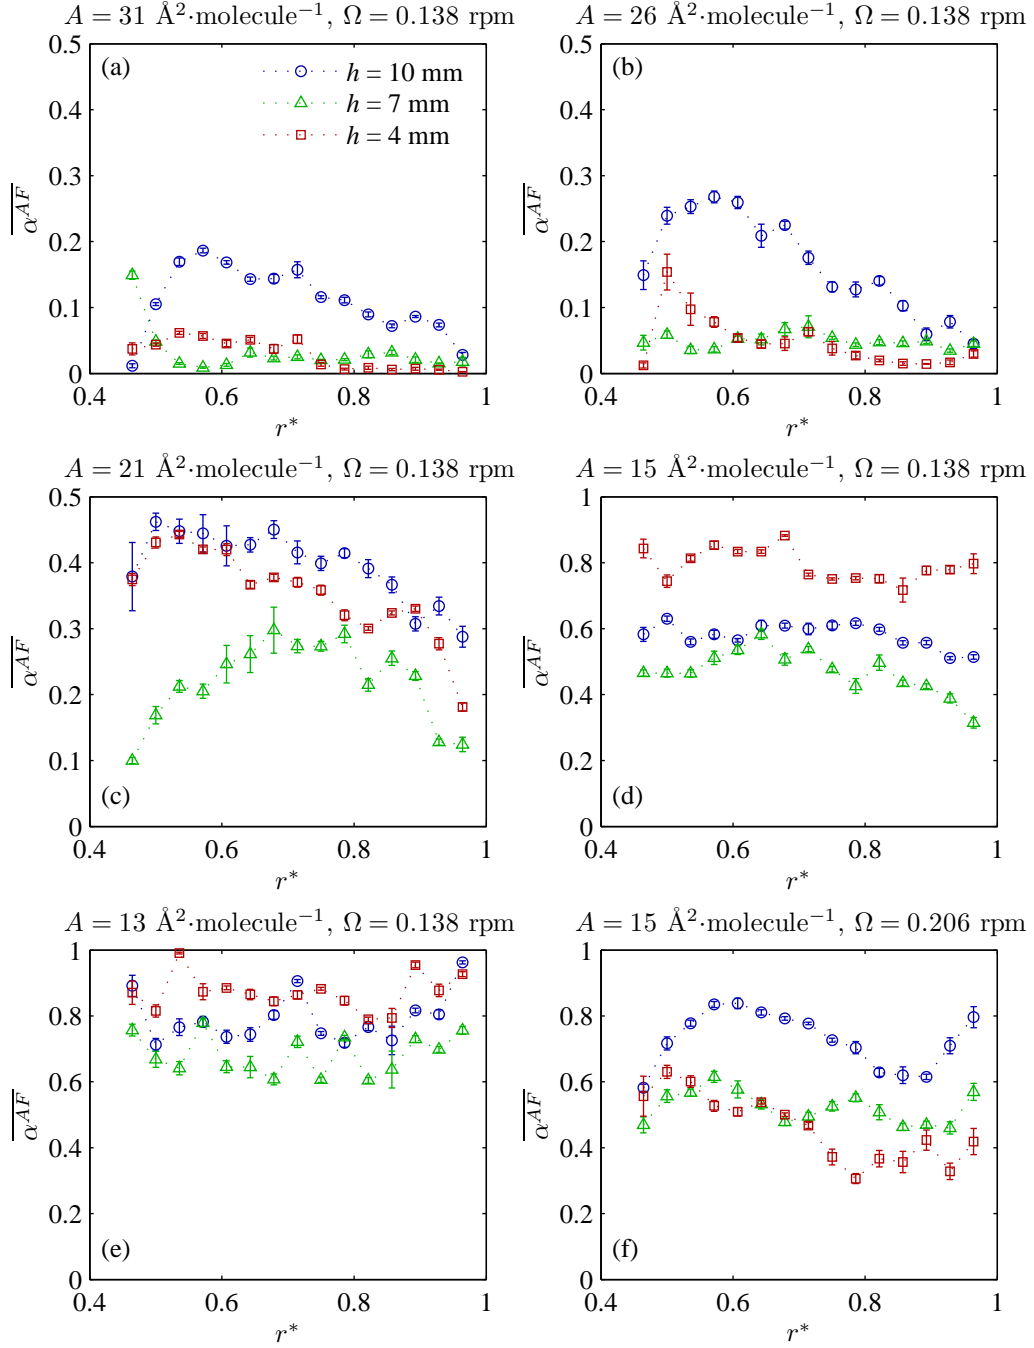 A = 31 Å²·molecule⁻¹, Ω = 0.138 rpm
(a)
h = 10 mm
h = 7 mm
h = 4 mm
0.5
0.4
0.3
0.2
0.1
0
α^AF
0.4 0.6 0.8 1
r*
A = 26 Å²·molecule⁻¹, Ω = 0.138 rpm
(b)
0.5
0.4
0.3
0.2
0.1
0
α^AF
0.4 0.6 0.8 1
r*
A = 21 Å²·molecule⁻¹, Ω = 0.138 rpm
0.5
0.4
0.3
0.2
0.1
0
α^AF
(c)
0.4 0.6 0.8 1
r*
A = 15 Å²·molecule⁻¹, Ω = 0.138 rpm
1
0.8
0.6
0.4
0.2
0
α^AF
(d)
0.4 0.6 0.8 1
r*
A = 13 Å²·molecule⁻¹, Ω = 0.138 rpm
1
0.8
0.6
0.4
0.2
0
α^AF
(e)
0.4 0.6 0.8 1
r*
A = 15 Å²·molecule⁻¹, Ω = 0.206 rpm
1
0.8
0.6
0.4
0.2
0
α^AF
(f)
0.4 0.6 0.8 1
r*